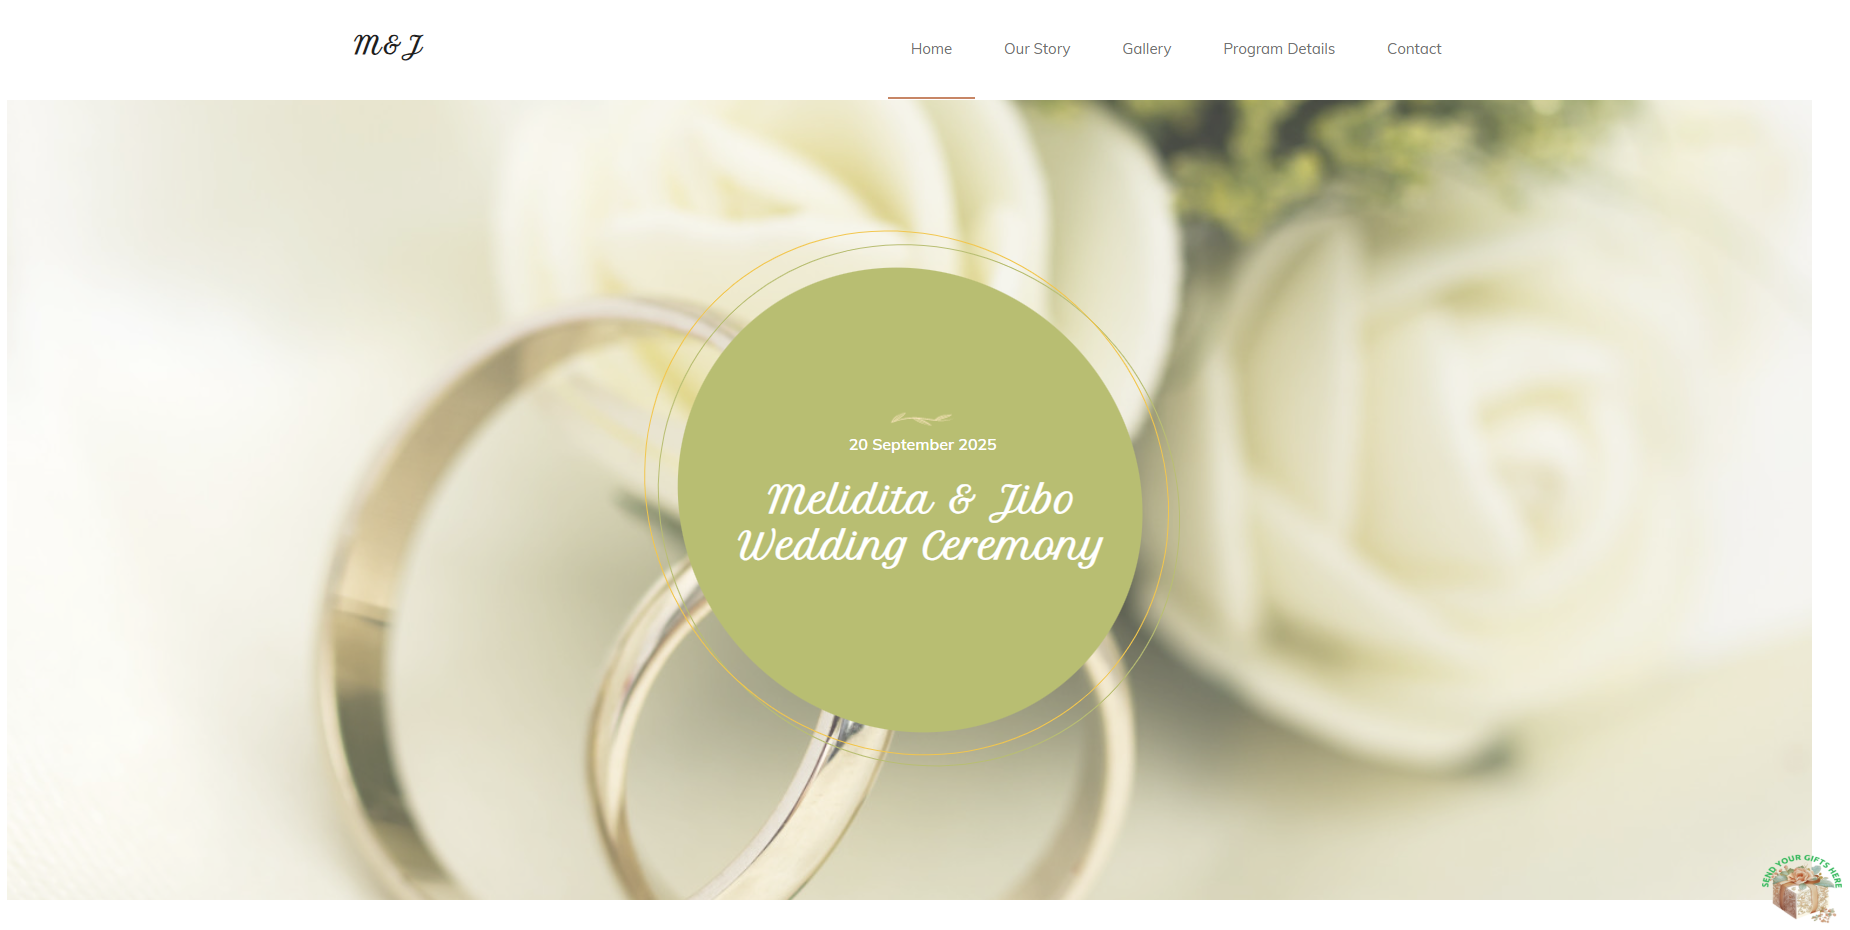 M&J
Home
Our Story
Gallery
Program Details
Contact
20 September 2025
Melidita & Jibo
Wedding Ceremony
SEND YOUR GIFTS HERE